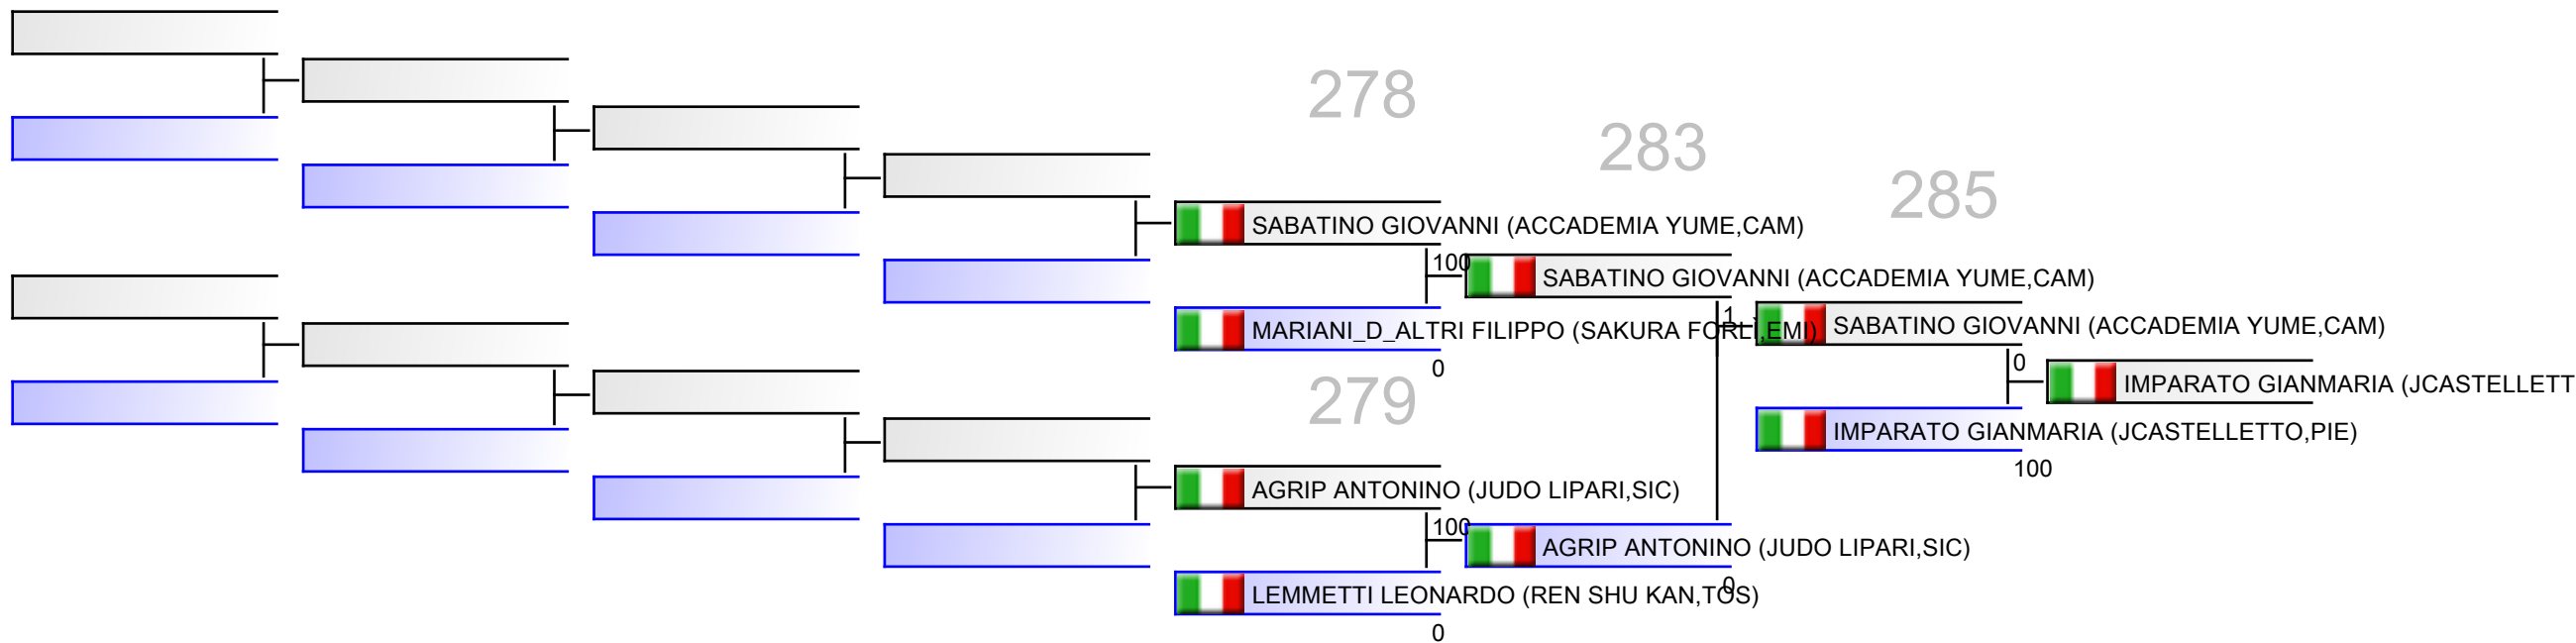 278
283
285
SABATINO GIOVANNI (ACCADEMIA YUME,CAM)
100
SABATINO GIOVANNI (ACCADEMIA YUME,CAM)
MARIANI_D_ALTRI FILIPPO (SAKURA FORLÌ,EMI)
0
1
SABATINO GIOVANNI (ACCADEMIA YUME,CAM)
0
IMPARATO GIANMARIA (JCASTELLETT
IMPARATO GIANMARIA (JCASTELLETTO,PIE)
100
279
AGRIP ANTONINO (JUDO LIPARI,SIC)
100
AGRIP ANTONINO (JUDO LIPARI,SIC)
0
LEMMETTI LEONARDO (REN SHU KAN,TOS)
0